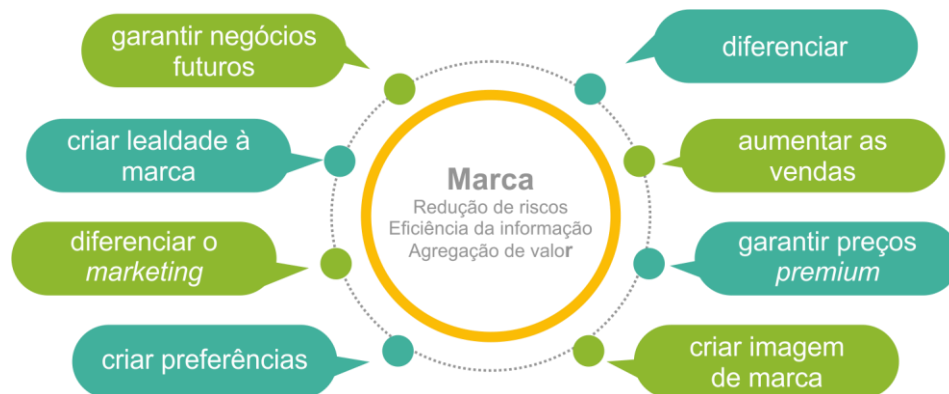 garantir negócios
futuros
diferenciar
criar lealdade à
marca
aumentar as
vendas
Marca
Redução de riscos
Eficiência da informação
Agregação de valor
diferenciar o
marketing
garantir preços
premium
criar preferências
criar imagem
de marca